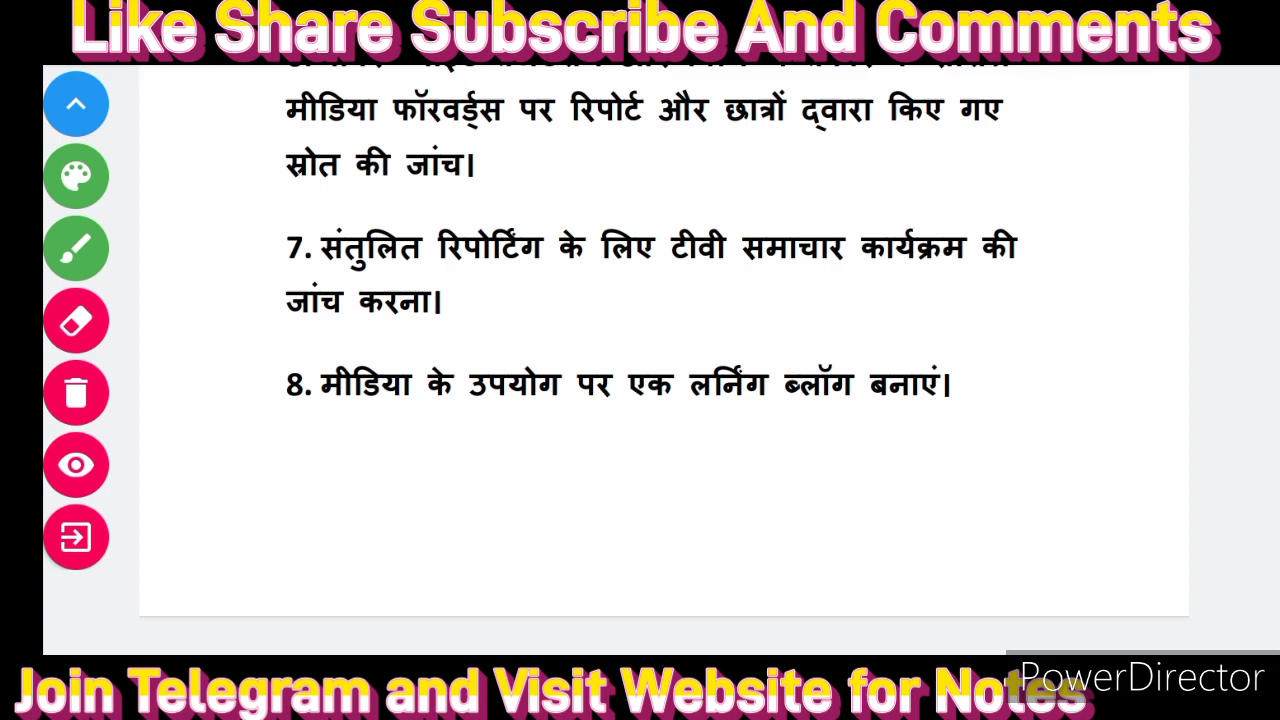 Like Share Subscribe And Comments
मीडिया फॉरवर्ड्स पर रिपोर्ट और छात्रों द्वारा किए गए
स्रोत की जांच।
7. संतुलित रिपोर्टिंग के लिए टीवी समाचार कार्यक्रम की
जांच करना।
8. मीडिया के उपयोग पर एक लर्निंग ब्लॉग बनाएं।
Join Telegram and Visit Website for Notes
PowerDirector